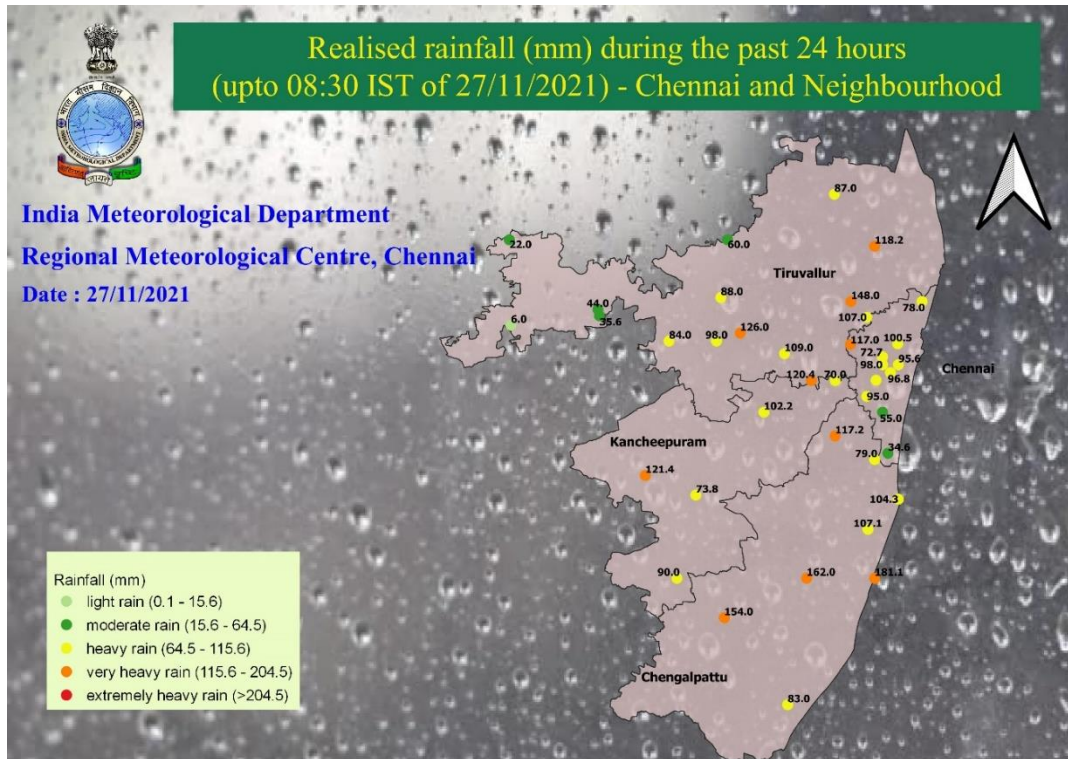 Realised rainfall (mm) during the past 24 hours
(upto 08:30 IST of 27/11/2021) - Chennai and Neighbourhood
India Meteorological Department
Regional Meteorological Centre, Chennai
Date : 27/11/2021
87.0
22.0
60.0
118.2
Tiruvallur
88.0
148.0
78.0
44.0
35.6
107.0
6.0
126.0
84.0
98.0
117.0
100.5
109.0
72.7
95.6
98.0
Chennai
120.4
70.0
96.8
95.0
102.2
55.0
117.2
Kancheepuram
34.6
79.0
121.4
73.8
104.3
107.1
90.0
162.0
181.1
154.0
Chengalpattu
83.0
Rainfall (mm)
light rain (0.1 - 15.6)
moderate rain (15.6 - 64.5)
heavy rain (64.5 - 115.6)
very heavy rain (115.6 - 204.5)
extremely heavy rain (>204.5)